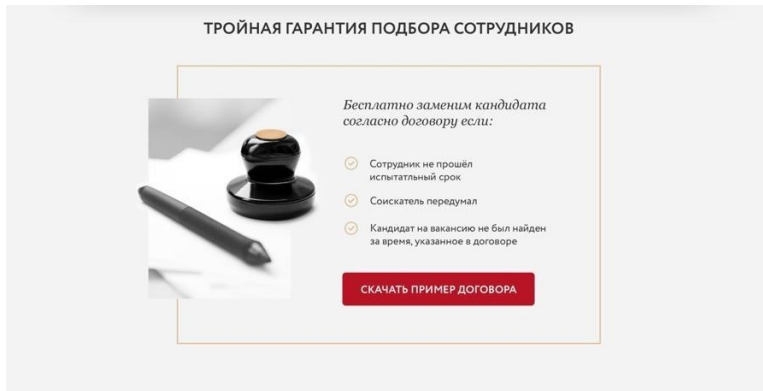 ТРОЙНАЯ ГАРАНТИЯ ПОДБОРА СОТРУДНИКОВ
Бесплатно заменим кандидата
согласно договору если:
Сотрудник не прошёл
испытатльный срок
Соискатель передумал
Кандидат на вакансию не был найден
за время, указанное в договоре
СКАЧАТЬ ПРИМЕР ДОГОВОРА